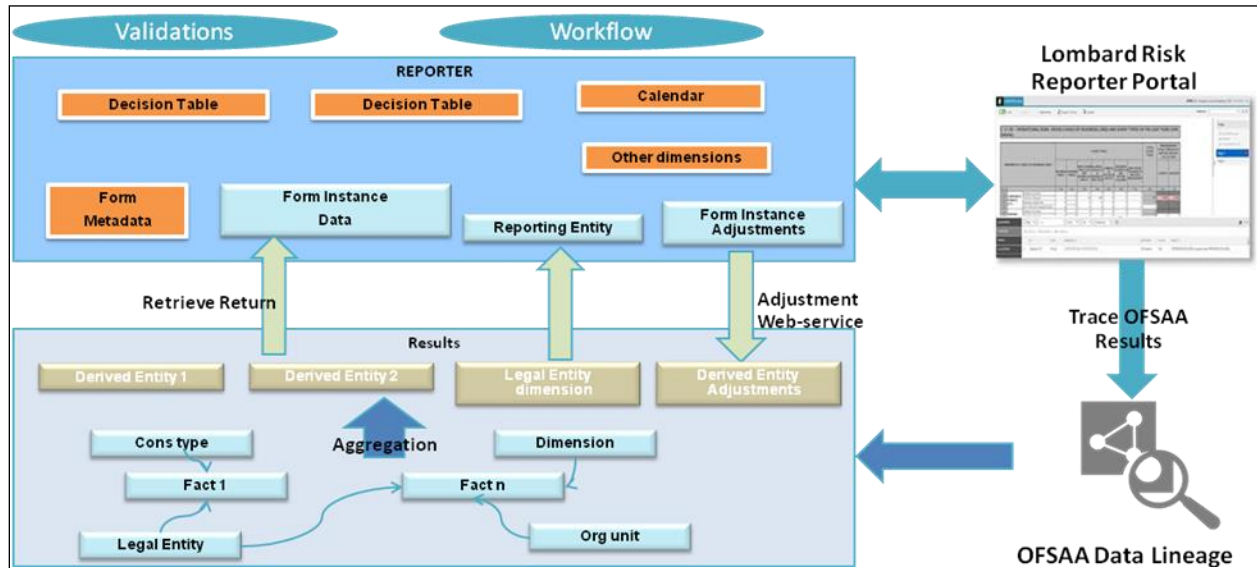 Validations
Workflow
REPORTER
Decision Table
Decision Table
Calendar
Other dimensions
Form
Metadata
Form Instance
Data
Reporting Entity
Form Instance
Adjustments
Lombard Risk
Reporter Portal
Retrieve Return
Adjustment
Web-service
Trace OFSAA
Results
Results
Derived Entity 1
Derived Entity 2
Legal Entity
dimension
Derived Entity
Adjustments
Aggregation
Cons type
Dimension
Fact 1
Fact n
Legal Entity
Org unit
OFSAA Data Lineage